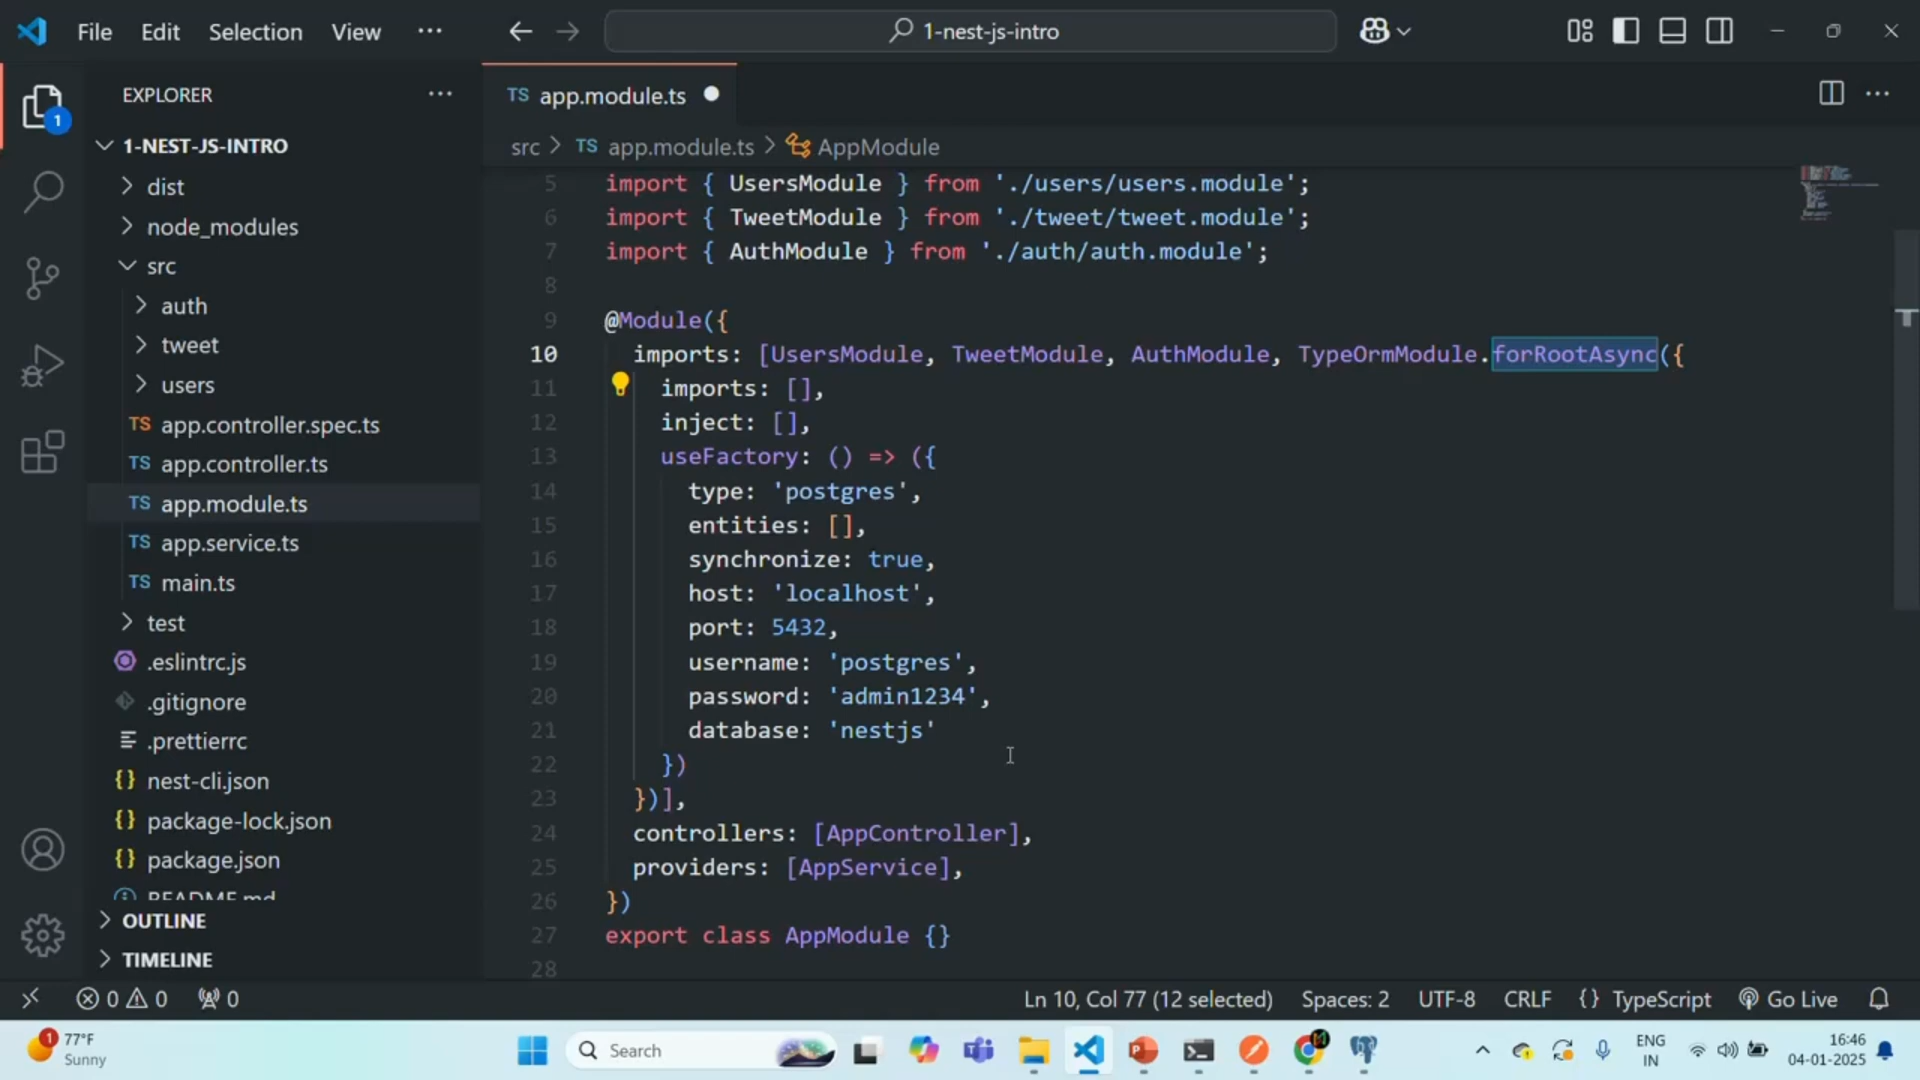 File Edit Selection View ···
1-nest-js-intro
EXPLORER ···
1
1-NEST-JS-INTRO
dist
node_modules
src
auth
tweet
users
TS app.controller.spec.ts
TS app.controller.ts
TS app.module.ts
TS app.service.ts
TS main.ts
test
.eslintrc.js
.gitignore
.prettierrc
{} nest-cli.json
{} package-lock.json
{} package.json
README.md
OUTLINE
TIMELINE
TS app.module.ts
src > TS app.module.ts > AppModule
5 import { UsersModule } from './users/users.module';
6 import { TweetModule } from './tweet/tweet.module';
7 import { AuthModule } from './auth/auth.module';
8
9 @Module({
10 imports: [UsersModule, TweetModule, AuthModule, TypeOrmModule.forRootAsync({
11 imports: [],
12 inject: [],
13 useFactory: () => ({
14 type: 'postgres',
15 entities: [],
16 synchronize: true,
17 host: 'localhost',
18 port: 5432,
19 username: 'postgres',
20 password: 'admin1234',
21 database: 'nestjs'
22 })
23 })],
24 controllers: [AppController],
25 providers: [AppService],
26 })
27 export class AppModule {}
28
0 0 0 Ln 10, Col 77 (12 selected) Spaces: 2 UTF-8 CRLF {} TypeScript Go Live
1 77°F
Sunny
Search
ENG
IN
16:46
04-01-2025